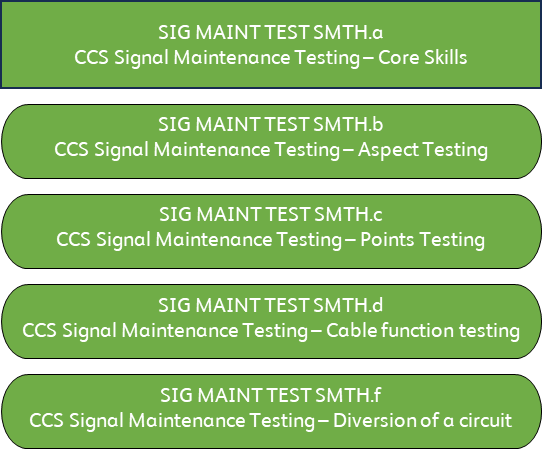 SIG MAINT TEST SMTH.a
CCS Signal Maintenance Testing – Core Skills
SIG MAINT TEST SMTH.b
CCS Signal Maintenance Testing – Aspect Testing
SIG MAINT TEST SMTH.c
CCS Signal Maintenance Testing – Points Testing
SIG MAINT TEST SMTH.d
CCS Signal Maintenance Testing – Cable function testing
SIG MAINT TEST SMTH.f
CCS Signal Maintenance Testing – Diversion of a circuit